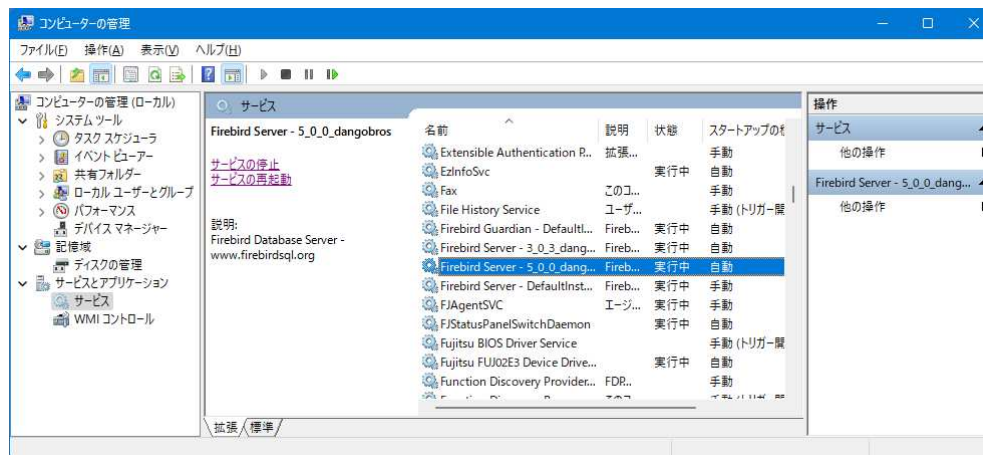 コンピューターの管理
ファイル(F) 操作(A) 表示(V) ヘルプ(H)
コンピューターの管理 (ローカル)
システム ツール
タスク スケジューラ
イベント ビューアー
共有フォルダー
ローカル ユーザーとグループ
パフォーマンス
デバイス マネージャー
記憶域
ディスクの管理
サービスとアプリケーション
サービス
WMI コントロール
サービス
Firebird Server - 5_0_0_dangobros
サービスの停止
サービスの再起動
説明:
Firebird Database Server -
www.firebirdsql.org
名前 説明 状態 スタートアップの
Extensible Authentication P... 拡張... 手動
EzInfoSvc 実行中 自動
Fax このコ... 手動
File History Service ユーザ... 手動 (トリガー開
Firebird Guardian - Defaultl... Fireb... 実行中 自動
Firebird Server - 3_0_3_dang... Fireb... 実行中 自動
Firebird Server - 5_0_0_dang... Fireb... 実行中 自動
Firebird Server - DefaultInst... Fireb... 実行中 手動
FJAgentSVC エージ... 実行中 手動
FJStatusPanelSwitchDaemon 実行中 自動
Fujitsu BIOS Driver Service 手動 (トリガー開
Fujitsu FUJ02E3 Device Drive... 実行中 自動
Function Discovery Provider... FDP... 手動
拡張 標準
操作
サービス
他の操作
Firebird Server - 5_0_0_dang...
他の操作